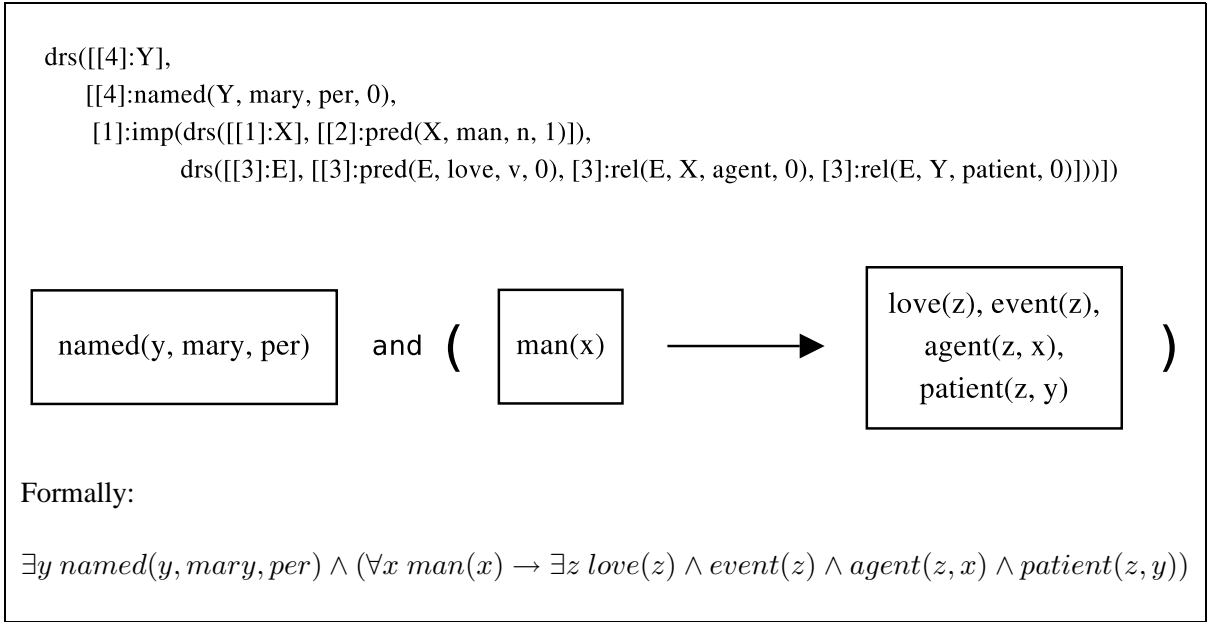 drs([[4]:Y],
[[4]:named(Y, mary, per, 0),
[1]:imp(drs([[1]:X], [[2]:pred(X, man, n, 1)]),
drs([[3]:E], [[3]:pred(E, love, v, 0), [3]:rel(E, X, agent, 0), [3]:rel(E, Y, patient, 0)]))])
named(y, mary, per) and ( man(x) love(z), event(z),
agent(z, x),
patient(z, y) )
Formally:
∃y named(y, mary, per) ∧ (∀x man(x) → ∃z love(z) ∧ event(z) ∧ agent(z, x) ∧ patient(z, y))